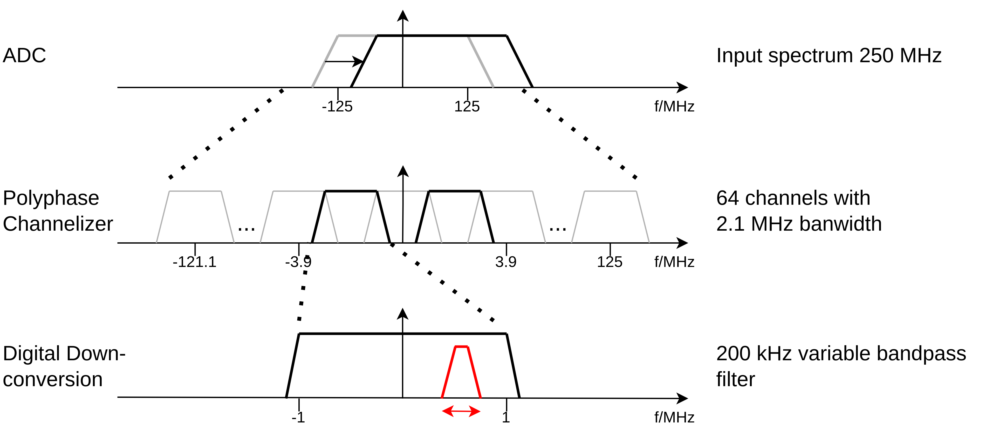 ADC
Input spectrum 250 MHz
-125
125
f/MHz
Polyphase
Channelizer
...
...
64 channels with
2.1 MHz banwidth
-121.1
-3.9
3.9
125
f/MHz
Digital Down-
conversion
200 kHz variable bandpass
filter
-1
1
f/MHz